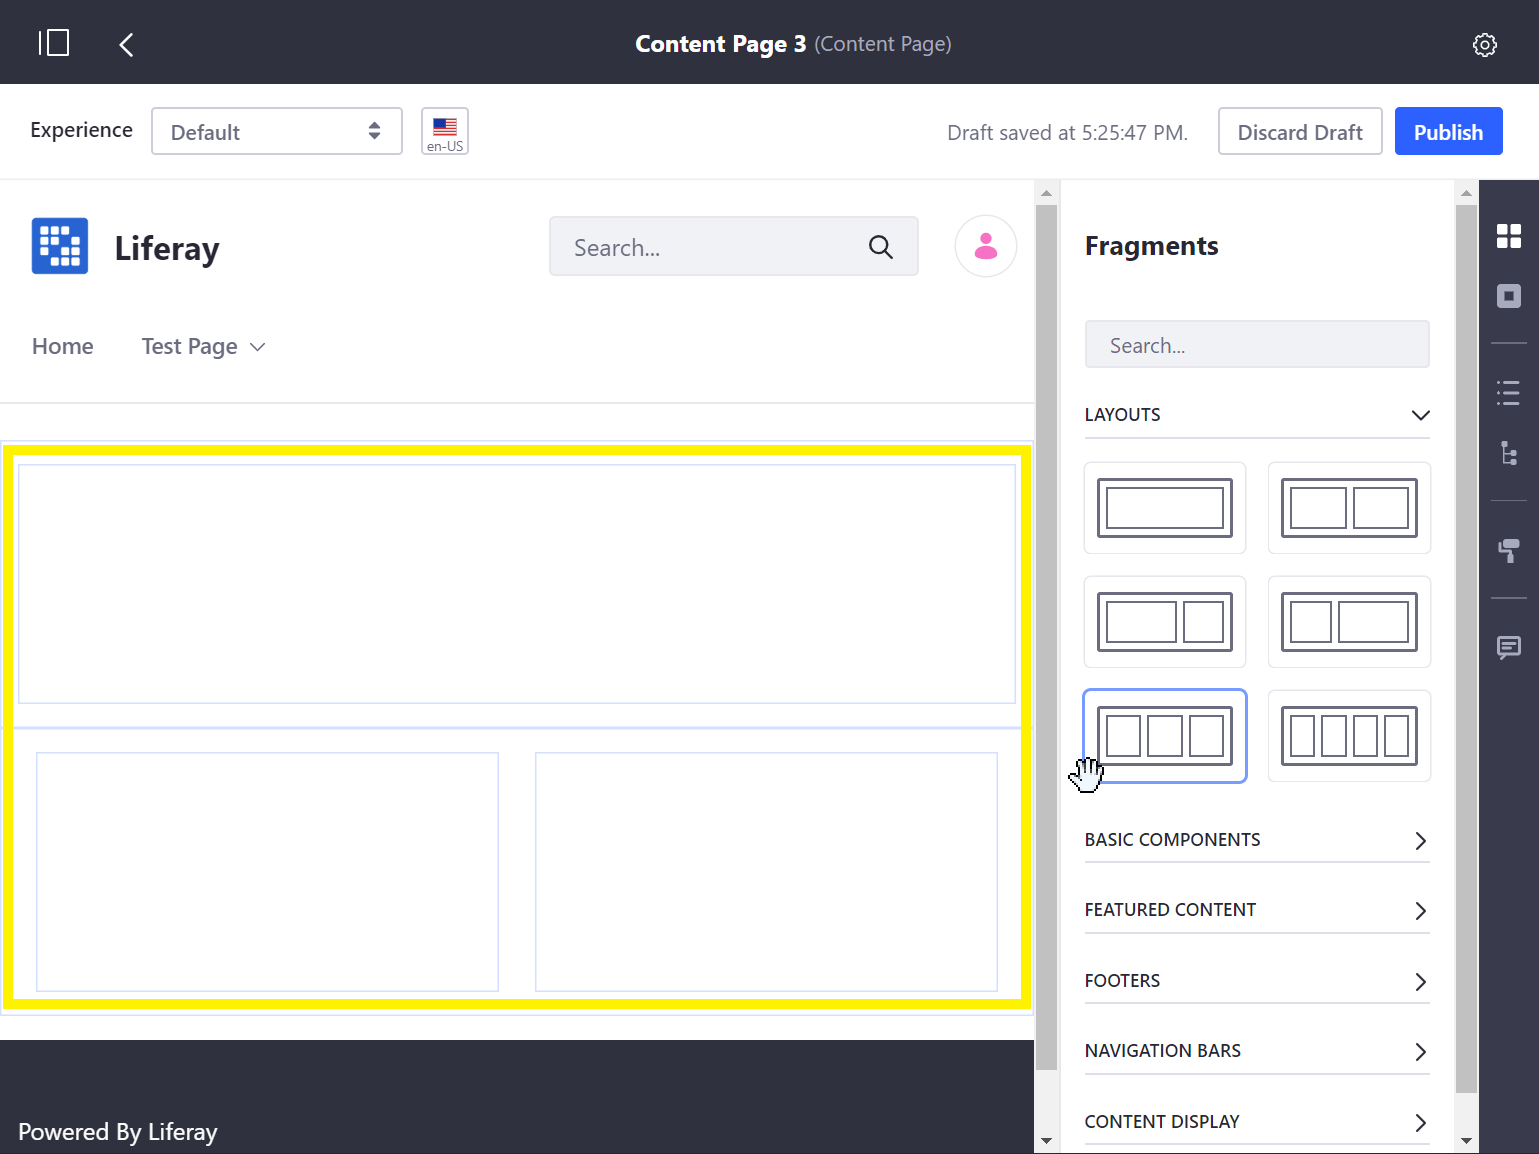 Content Page 3 (Content Page)
Experience
Default
en-US
Draft saved at 5:25:47 PM.
Discard Draft
Publish
Liferay
Search...
Home
Test Page
Powered By Liferay
Fragments
Search...
LAYOUTS
BASIC COMPONENTS
FEATURED CONTENT
FOOTERS
NAVIGATION BARS
CONTENT DISPLAY